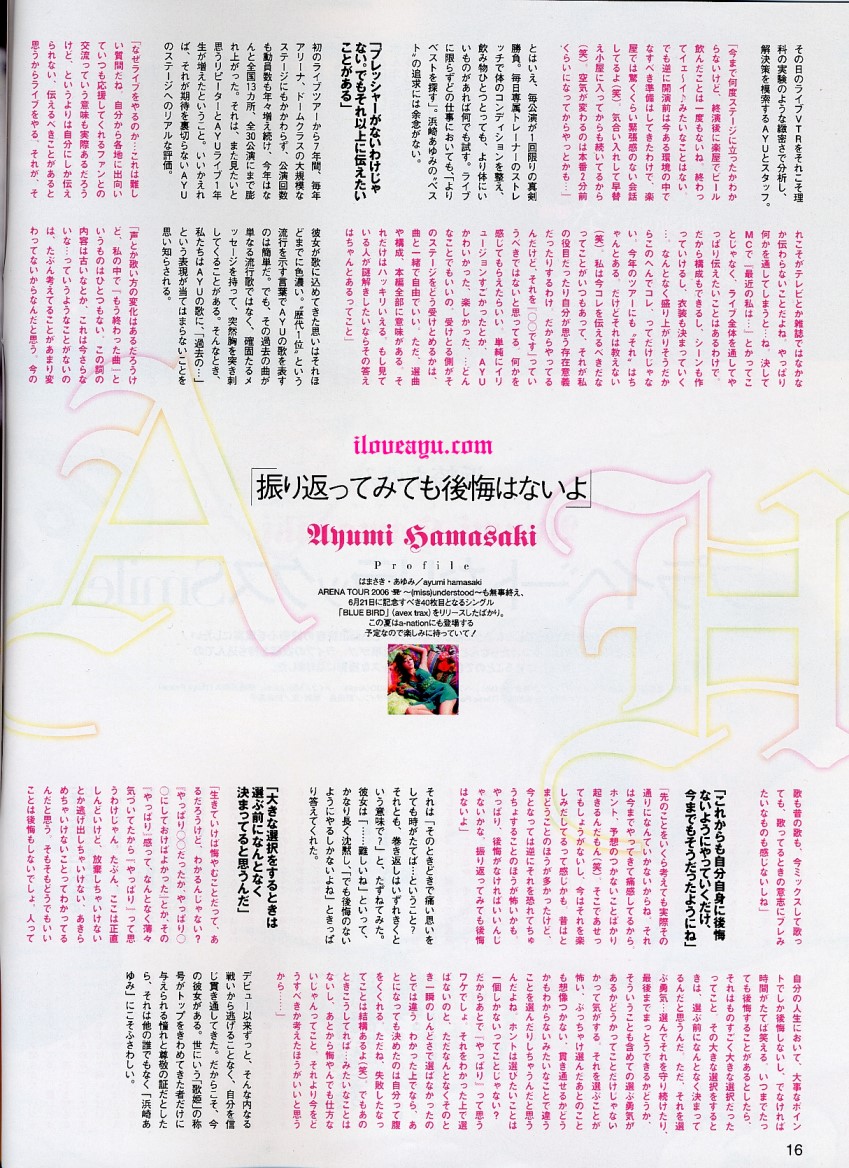 その日のライブVTRをそれこそ理
科の実験のような緻密さで分析し、
解決策を模索するAYUとスタッフ。
「今まで何度ステージに立ったかわか
らないけど、終演後に楽屋でビール
飲んだことは一度もないね。終わっ
てイエ〜イ!みたいなことはない。
でも逆に開演前は今ある環境の中で
なすべき準備はしてきたわけで、楽
屋では驚くくらい緊張感のない会話
してるよ(笑)。気合い入れして早替
え小屋に入ってからも続いてるから
(笑)。空気が変わるのは本番2分前
くらいになってからやっとかも…」
とはいえ、毎公演が1回限りの真剣
勝負。毎日専属トレーナーのストレ
ッチで体のコンディションを整え、
飲み物ひとつとっても、より体にい
いものがあれば何でも試す。ライブ
に限らずどの仕事においても、「より
ベストを探す」。浜崎あゆみの“ベス
ト”の追求には余念がない。
「プレッシャーがないわけじゃ
ない。でもそれ以上に伝えたい
ことがある」
初のライブツアーから7年間、毎年
アリーナ、ドームクラスの大規模な
ステージにもかかわらず、公演回数
も動員数も年々増え続け、今年はな
んと全国13カ所、全30公演にまで膨
れ上がった。それは、また見たいと
思うリピーターとAYUライブ1年
生が増えたということ。いいかえれ
ば、それが期待を裏切らないAYU
のステージへのリアルな評価。
「なぜライブをやるのか…これは難し
い質問だね。自分から各地に出向い
ていつも応援してくれるファンとの
交流っていう意味も実際あるだろう
けど、というよりは自分にしか伝え
られない、伝えるべきことがあると
思うからライブをやる。それが、そ
れこそがテレビとか雑誌ではなかな
か伝わらないことだよね。やっぱり
何かを通してしまうと…ね。決して
MCで『最近の私は…』とかってこ
とじゃなく、ライブ全体を通してや
っぱり伝えたいことはあるわけで、
だから構成もできるし、シーンも作
っていけるし、衣装も決まっていく
…。なんとなく盛り上がりそうだか
らこのへんでコレ、ってだけじゃな
い。今年のツアーにも“それ”はち
ゃんとある。だけどそれは教えない
(笑)。私は今コレを伝えるべきだな
ってことがいつもあって、それが私
の役目だったり自分が思う存在意義
だったりするわけ。だからやってる
んだけど、それを『〇〇です』ってい
うべきではないと思ってる。何かを
感じてもらえたらいい。単純にイリ
ュージョンすごかったとか、AYU
かわいかった、楽しかった、…どん
なことでもいいの。受けとる側がそ
のステージをどう受けとめるかは、
曲と一緒で自由でいい。ただ、選曲
や構成、本編全部に意味がある。そ
れだけはハッキリいえる。もし見て
いる人が謎解きしたいならその答え
はちゃんとあるってこと」
彼女が歌に込めてきた思いはそれほ
どまでに色濃い。“歴代1位”という
流行を示す言葉でAYUの歌を表す
のは簡単だ。でも、その過去の曲が
単なる流行歌ではなく、確固たるメ
ッセージを持って、突然胸を突き刺
してくることがある。そんなとき、
私たちはAYUの歌に、「過去の…」
という表現が当てはまらないことを
思い知らされる。
「声とか歌い方の変化はあるだろうけ
ど、私の中で『もう終わった曲』と
いうものはひとつもない。この詞の
内容は古いなとか、これは今さらな
いな…っていうようなことがないの
は、たぶん考えてることがあまり変
わってないからなんだと思う。今の
iloveayu.com
「振り返ってみても後悔はないよ」
Ayumi Hamasaki
Profile
はまさき・あゆみ/ayumi hamasaki
ARENA TOUR 2006 A 〜(miss)understood〜も無事終え、
6月21日に記念すべき40枚目となるシングル
「BLUE BIRD」(avex trax)をリリースしたばかり。
この夏はa-nationにも登場する
予定なので楽しみに待っていて!
歌も昔の歌も、今ミックスして歌っ
ても、歌ってるときの意志にブレみ
たいなものも感じないしね」
「これからも自分自身に後悔
ないようにやっていくだけ、
今までもそうだったようにね」
「先のことをいくら考えても実際その
通りになんていかないからね。それ
は今までやってきて痛感してるから。
ホント、予想のつかないことばかり
起きるんだもん(笑)。そこであせっ
てもしょうがないし、今はそれを楽
しみだしてるって感じかも。昔はと
まどうことのほうが多かったけど、
今となっては逆にそれを恐れてちゅ
うちょすることのほうが怖いかも。
やっぱり、後悔がなければいいんじ
ゃないかな。振り返ってみても後悔
はないよ」
それは「そのときどきで痛い思いを
しても時がたてば…ということ?
それとも、巻き返しはいずれきくと
いう意味で?」と、たずねてみた。
彼女は「……難しいね」といって、
かなり長く沈黙し、「でも後悔のない
ようにやるしかないよね」ときっぱ
り答えてくれた。
「大きな選択をするときは
選ぶ前になんとなく
決まってると思うんだ」
「生きていけば悔やむことだって、あ
るだろうけど、わかるんじゃない?
『やっぱり〇〇だったか、やっぱり〇
〇にしておけばよかった』とか、その
『やっぱり』感って、なんとなく薄々
気づいてたから『やっぱり』って思
うわけじゃん。たぶん、ここは正直
しんどいけど、放棄しちゃいけない
とか逃げ出しちゃいけない、あきら
めちゃいけないことってわかってる
んだと思う。そもそもどうでもいい
ことは後悔もしないでしょ。人って
自分の人生において、大事なポイン
トでしか後悔しないし、でなければ
時間がたてば笑える。いつまでたっ
ても後悔することがあるとしたら、
それはものすごく大きな選択だった
ってこと。その大きな選択をすると
きは、選ぶ前になんとなく決まって
るんだと思うんだ。ただ、それを選
ぶ勇気…選んでそれを守り続けたり、
最後までまっとうできるかどうか、
そういうことも含めての選ぶ勇気が
あるかどうかってことだけじゃない
かって気がする。それを選ぶことが
怖い、ぶっちゃけ選んだあとのこと
も想像つかない、貫き通せるかどう
かもわからないみたいなことで違う
ことを選んだりしちゃうんだと思う
んだよね。ホントは選びたいことは
一個しかないってことじゃない?
だからあとで『やっぱり』って思う
ワケでしょ。それをわかった上で選
ばないのと、ただなんとなくそのと
き一瞬のしんどさで選ばなかったの
とでは違う。わかった上でなら、あ
とになっても決めたのは自分って腹
をくくれる。ただね、失敗したなっ
てことは結構あるよ(笑)。でもあの
ときこうしてれば…みたいなことは
ないし、あとから悔やんでも仕方な
いじゃんってこと。それより今をど
うすべきか考えたほうがいいと思う
から……」
デビュー以来ずっと、そんな内なる
戦いから逃げることなく、自分を信
じ貫き通してきた。だからこそ、今
の彼女がある。世にいう「歌姫」の称
号がトップをきわめてきた者だけに
与えられる憧れと尊敬の証だとした
ら、それは他の誰でもなく「浜崎あ
ゆみ」にこそふさわしい。
16